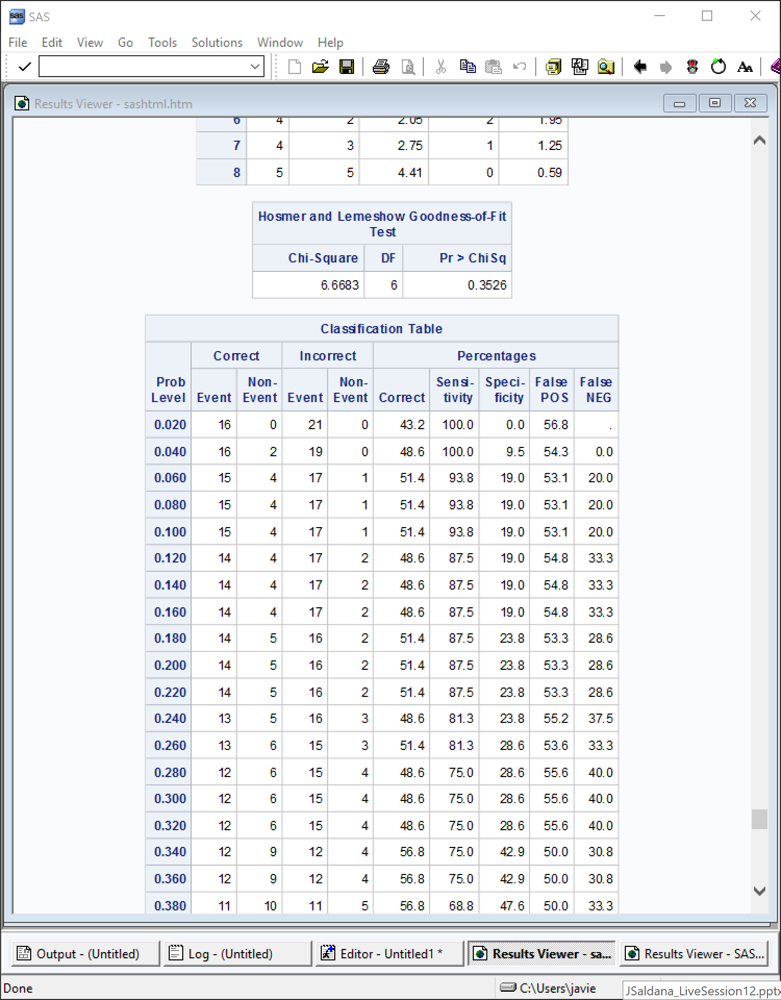 SAS
File Edit View Go Tools Solutions Window Help
Results Viewer - sashtml.htm
6 4 2 2.05 2 1.95
7 4 3 2.75 1 1.25
8 5 5 4.41 0 0.59
Hosmer and Lemeshow Goodness-of-Fit
Test
Chi-Square DF Pr > ChiSq
6.6683 6 0.3526
Classification Table
Correct Incorrect Percentages
Prob Non- Non- Sensi- Speci- False False
Level Event Event Event Event Correct tivity ficity POS NEG
0.020 16 0 21 0 43.2 100.0 0.0 56.8 .
0.040 16 2 19 0 48.6 100.0 9.5 54.3 0.0
0.060 15 4 17 1 51.4 93.8 19.0 53.1 20.0
0.080 15 4 17 1 51.4 93.8 19.0 53.1 20.0
0.100 15 4 17 1 51.4 93.8 19.0 53.1 20.0
0.120 14 4 17 2 48.6 87.5 19.0 54.8 33.3
0.140 14 4 17 2 48.6 87.5 19.0 54.8 33.3
0.160 14 4 17 2 48.6 87.5 19.0 54.8 33.3
0.180 14 5 16 2 51.4 87.5 23.8 53.3 28.6
0.200 14 5 16 2 51.4 87.5 23.8 53.3 28.6
0.220 14 5 16 2 51.4 87.5 23.8 53.3 28.6
0.240 13 5 16 3 48.6 81.3 23.8 55.2 37.5
0.260 13 6 15 3 51.4 81.3 28.6 53.6 33.3
0.280 12 6 15 4 48.6 75.0 28.6 55.6 40.0
0.300 12 6 15 4 48.6 75.0 28.6 55.6 40.0
0.320 12 6 15 4 48.6 75.0 28.6 55.6 40.0
0.340 12 9 12 4 56.8 75.0 42.9 50.0 30.8
0.360 12 9 12 4 56.8 75.0 42.9 50.0 30.8
0.380 11 10 11 5 56.8 68.8 47.6 50.0 33.3
Output - (Untitled) Log - (Untitled) Editor - Untitled1 * Results Viewer - sa... Results Viewer - SAS...
Done C:\Users\javie JSaldana_LiveSession12.pptx